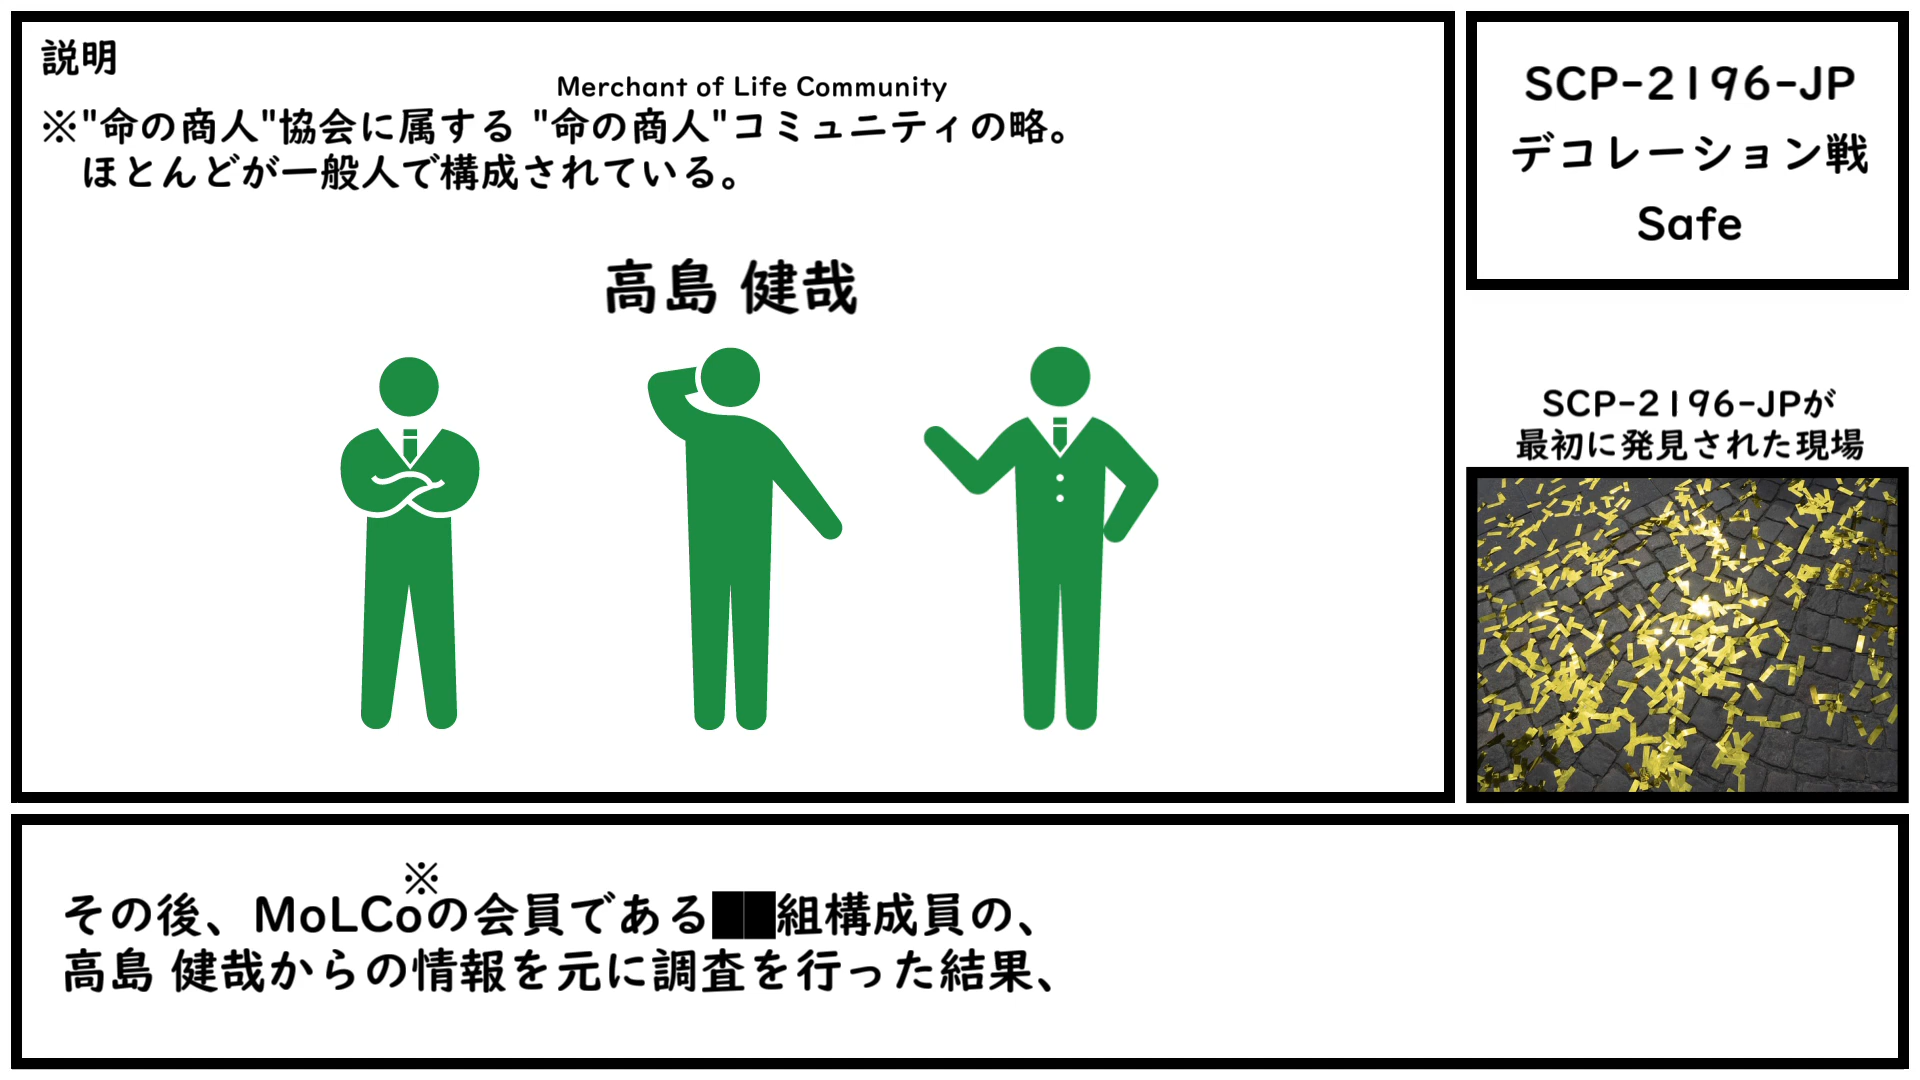 説明
Merchant of Life Community
※"命の商人"協会に属する "命の商人"コミュニティの略。
ほとんどが一般人で構成されている。
高島 健哉
SCP-2196-JP
デコレーション戦
Safe
SCP-2196-JPが
最初に発見された現場
※
その後、MoLCoの会員である██組構成員の、
高島 健哉からの情報を元に調査を行った結果、